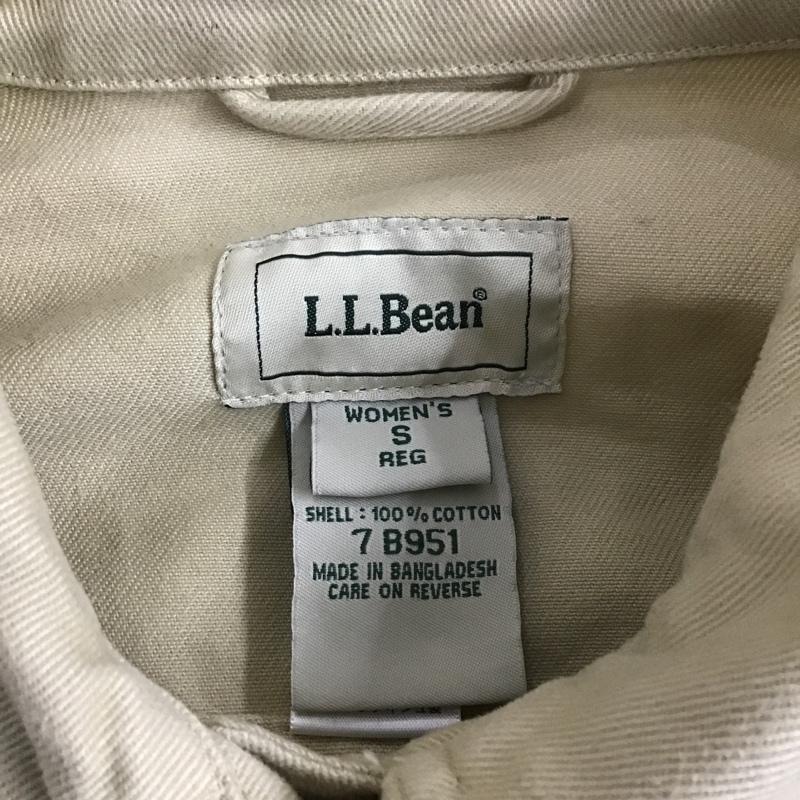 L.L.Bean®
WOMEN'S
S
REG
SHELL : 100% COTTON
7 B951
MADE IN BANGLADESH
CARE ON REVERSE